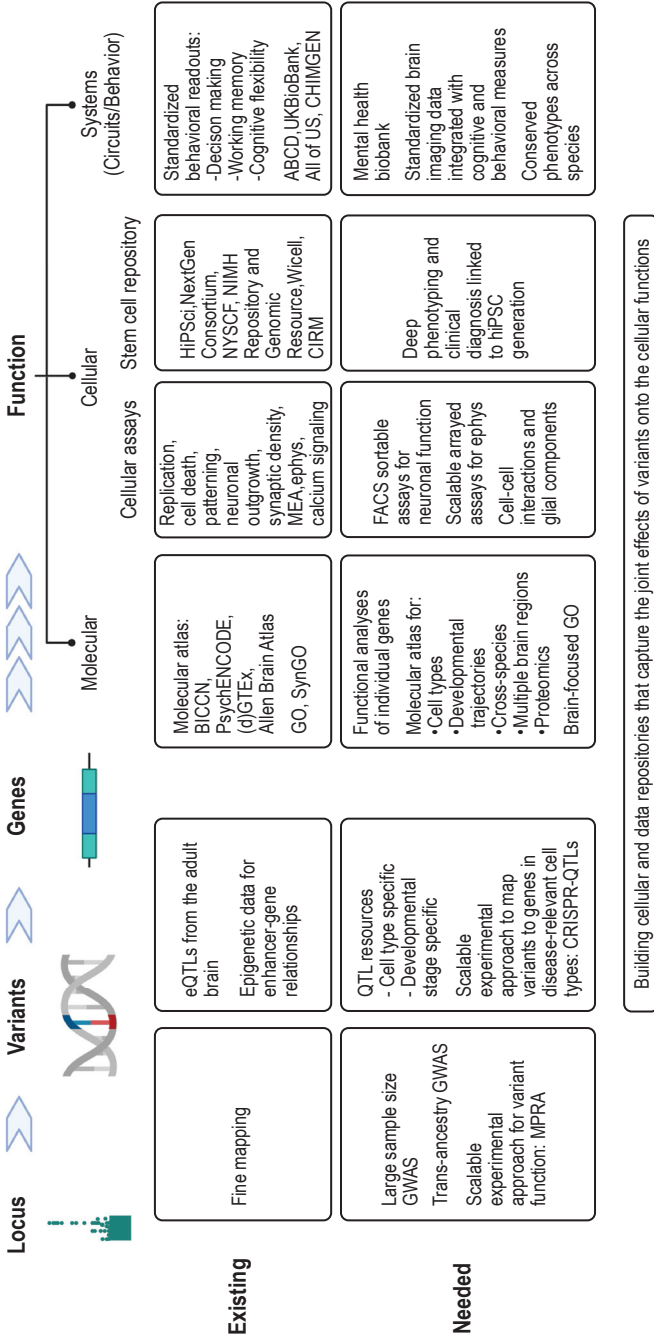 Locus
Variants
Genes
Function
Molecular
Cellular
Systems
(Circuits/Behavior)
Cellular assays
Stem cell repository
Existing
Fine mapping
eQTLs from the adult
brain
Epigenetic data for
enhancer-gene
relationships
Molecular atlas:
BICCN,
PsychENCODE,
(d)GTEx,
Allen Brain Atlas
GO, SynGO
Replication,
cell death,
patterning,
neuronal
outgrowth,
synaptic density,
MEA,ephys,
calcium signaling
HiPSci,NextGen
Consortium,
NYSCF, NIMH
Repository and
Genomic
Resource,Wicell,
CIRM
Standardized
behavioral readouts:
-Decison making
-Working memory
-Cognitive flexibility
ABCD,UKBioBank,
All of US, CHIMGEN
Needed
Large sample size
GWAS
Trans-ancestry GWAS
Scalable
experimental
approach for variant
function: MPRA
QTL resources
- Cell type specific
- Developmental
stage specific
Scalable
experimental
approach to map
variants to genes in
disease-relevant cell
types: CRISPR-QTLs
Functional analyses
of individual genes
Molecular atlas for:
•Cell types
•Developmental
trajectories
•Cross-species
•Multiple brain regions
•Proteomics
Brain-focused GO
FACS sortable
assays for
neuronal function
Scalable arrayed
assays for ephys
Cell-cell
interactions and
glial components
Deep
phenotyping and
clinical
diagnosis linked
to hiPSC
generation
Mental health
biobank
Standardized brain
imaging data
integrated with
cognitive and
behavioral measures
Conserved
phenotypes across
species
Building cellular and data repositories that capture the joint effects of variants onto the cellular functions